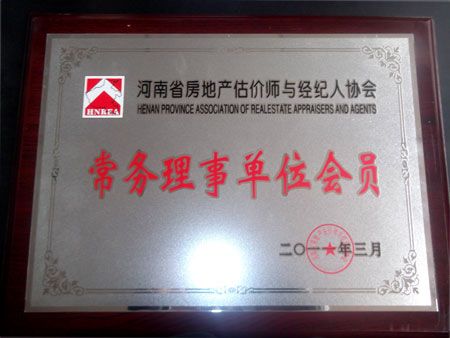 河南省房地产估价师与经纪人协会
HENAN PROVINCE ASSOCIATION OF REALESTATE APPRAISERS AND AGENTS
HNREA
常务理事单位会员
二〇一一年三月